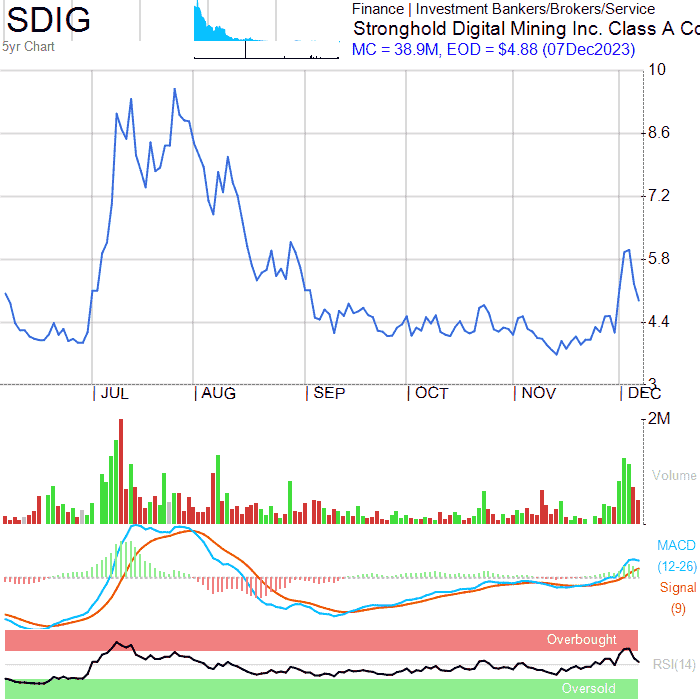 SDIG
5yr Chart
Finance | Investment Bankers/Brokers/Service
Stronghold Digital Mining Inc. Class A Co
MC = 38.9M, EOD = $4.88 (07Dec2023)
10
8.6
7.2
5.8
4.4
3
JUL AUG SEP OCT NOV DEC
2M
Volume
MACD
(12-26)
Signal
(9)
Overbought
RSI(14)
Oversold